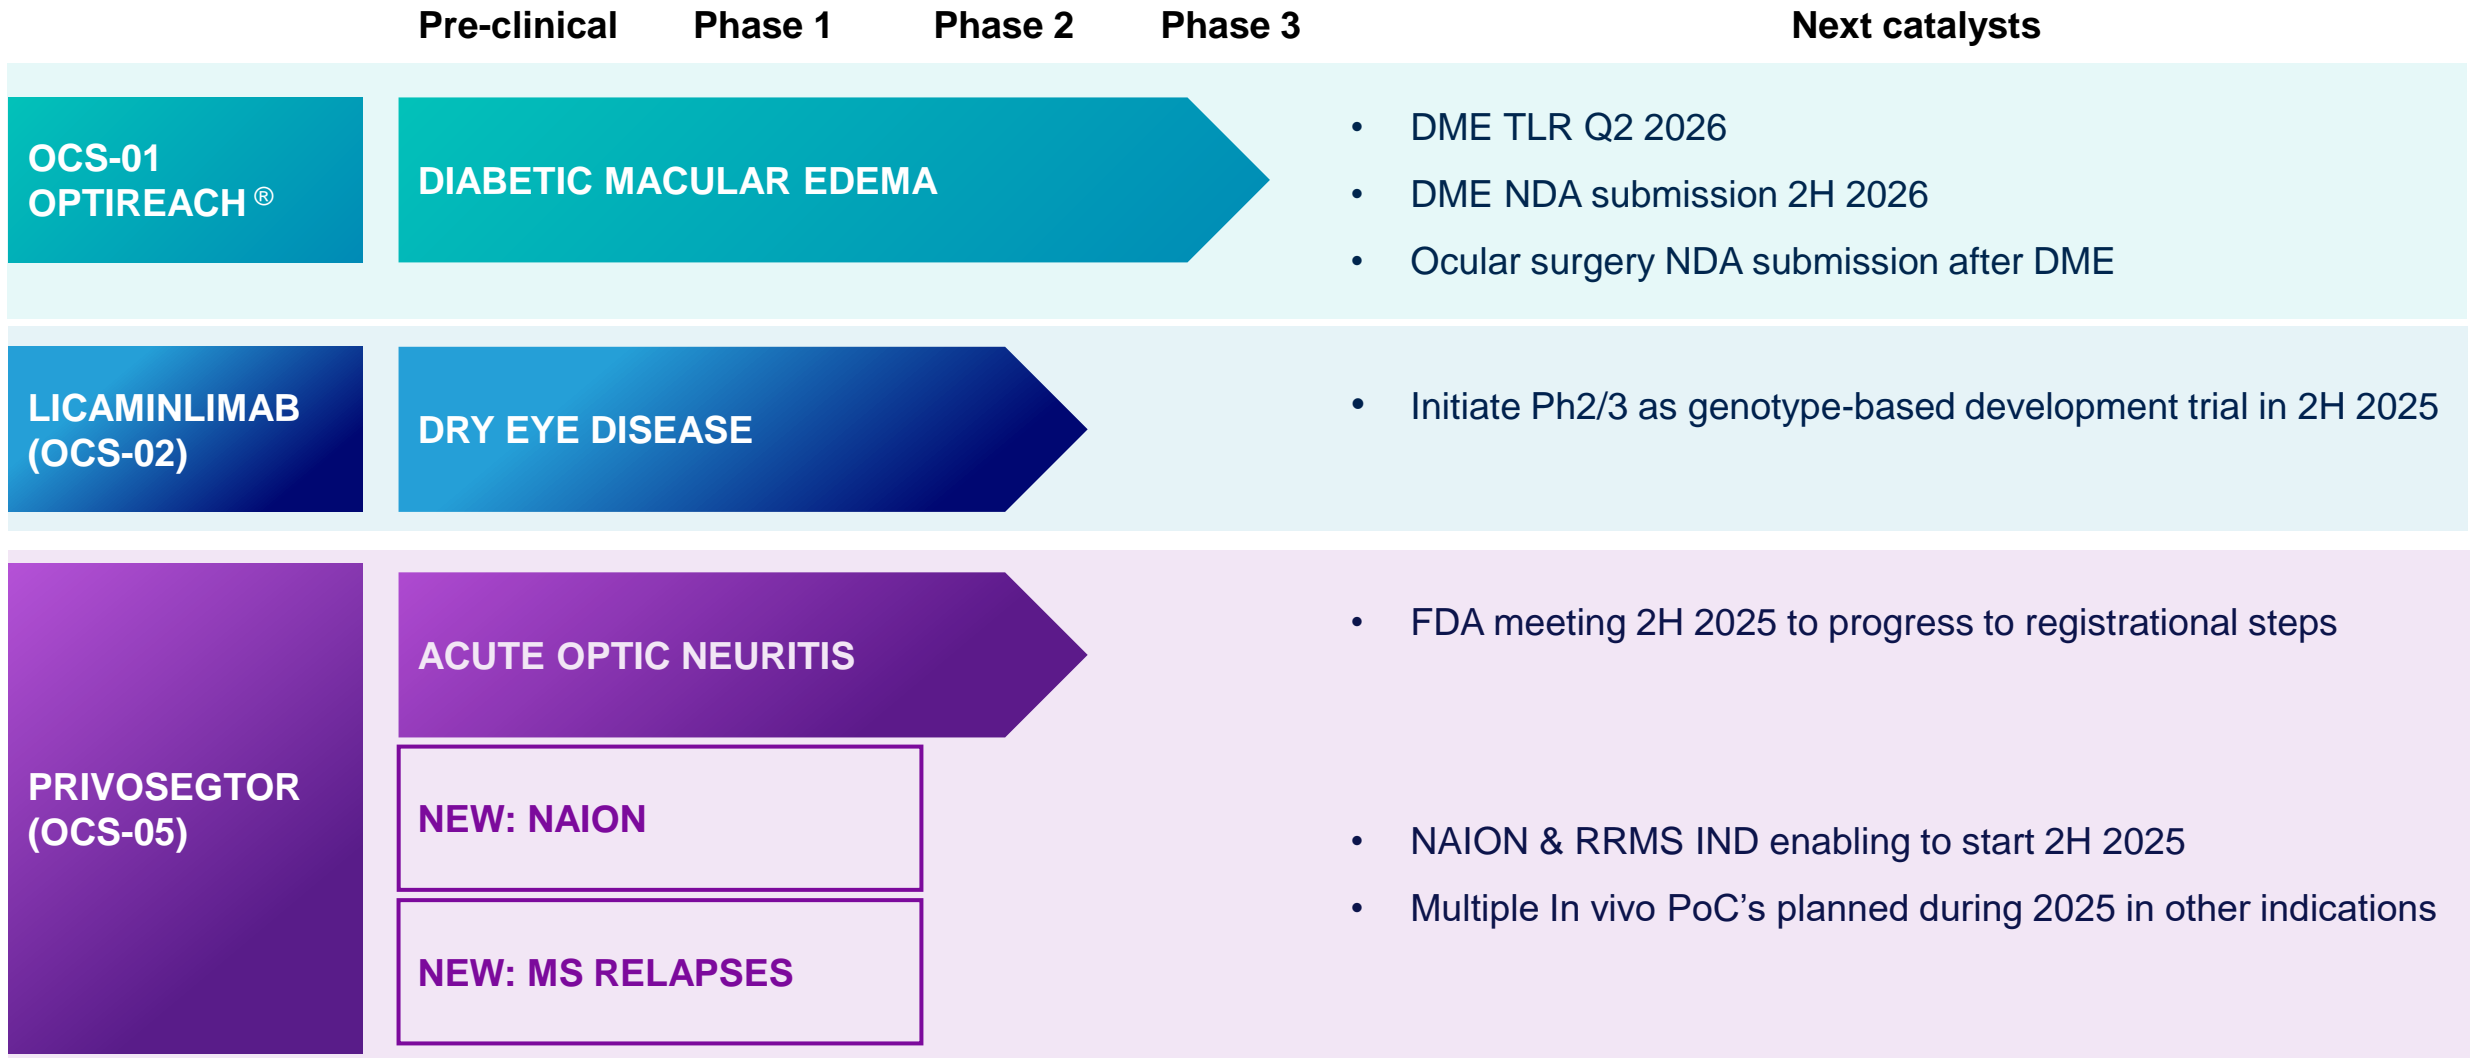 Pre-clinical Phase 1 Phase 2 Phase 3 Next catalysts
OCS-01
OPTIREACH ®
DIABETIC MACULAR EDEMA
• DME TLR Q2 2026
• DME NDA submission 2H 2026
• Ocular surgery NDA submission after DME
LICAMINLIMAB
(OCS-02)
DRY EYE DISEASE
• Initiate Ph2/3 as genotype-based development trial in 2H 2025
PRIVOSEGTOR
(OCS-05)
ACUTE OPTIC NEURITIS
• FDA meeting 2H 2025 to progress to registrational steps
NEW: NAION
NEW: MS RELAPSES
• NAION & RRMS IND enabling to start 2H 2025
• Multiple In vivo PoC’s planned during 2025 in other indications